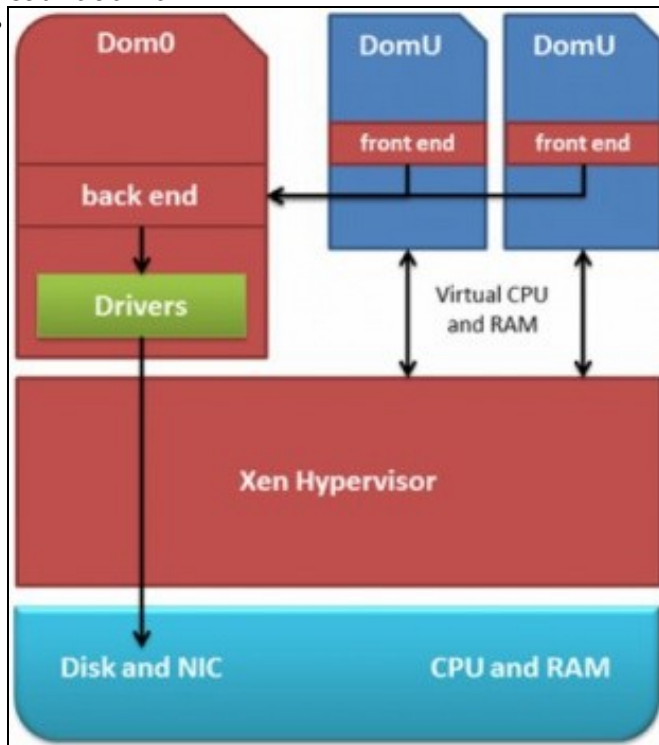 Dom0
DomU
DomU
front end
front end
back end
Drivers
Virtual CPU
and RAM
Xen Hypervisor
Disk and NIC
CPU and RAM